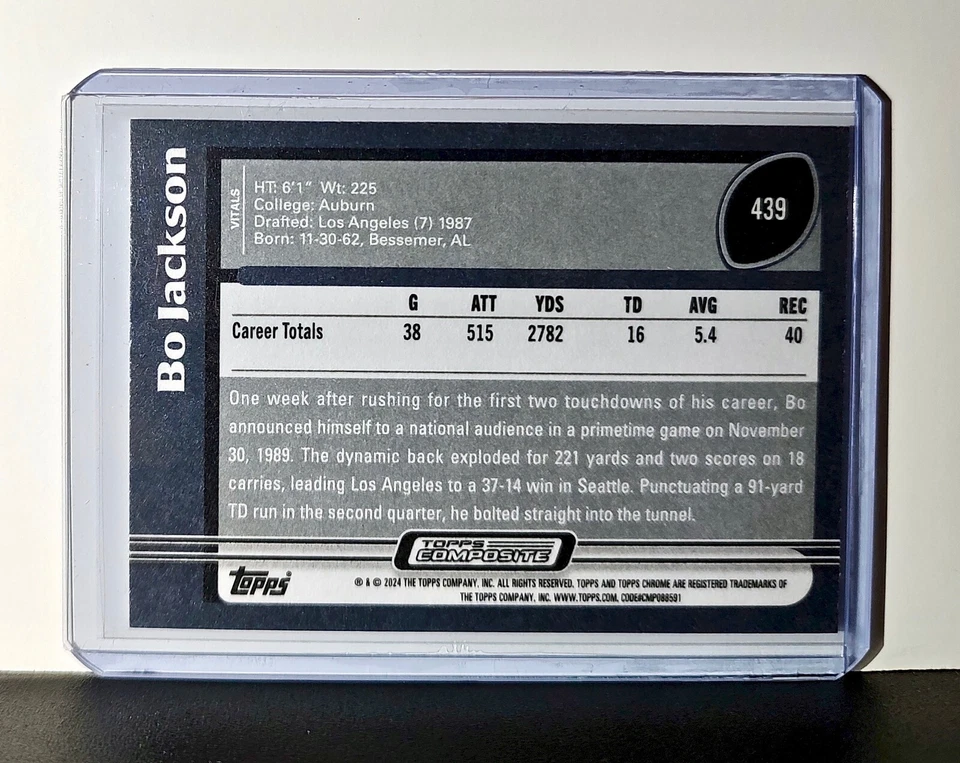 Bo Jackson
VITALS
HT: 6'1" Wt: 225
College: Auburn
Drafted: Los Angeles (7) 1987
Born: 11-30-62, Bessemer, AL
439
G ATT YDS TD AVG REC
Career Totals 38 515 2782 16 5.4 40
One week after rushing for the first two touchdowns of his career, Bo
announced himself to a national audience in a primetime game on November
30, 1989. The dynamic back exploded for 221 yards and two scores on 18
carries, leading Los Angeles to a 37-14 win in Seattle. Punctuating a 91-yard
TD run in the second quarter, he bolted straight into the tunnel.
TOPPS
COMPOSITE
topps
® & © 2024 THE TOPPS COMPANY, INC. ALL RIGHTS RESERVED. TOPPS AND TOPPS CHROME ARE REGISTERED TRADEMARKS OF
THE TOPPS COMPANY, INC. WWW.TOPPS.COM. CODE#CMP088591